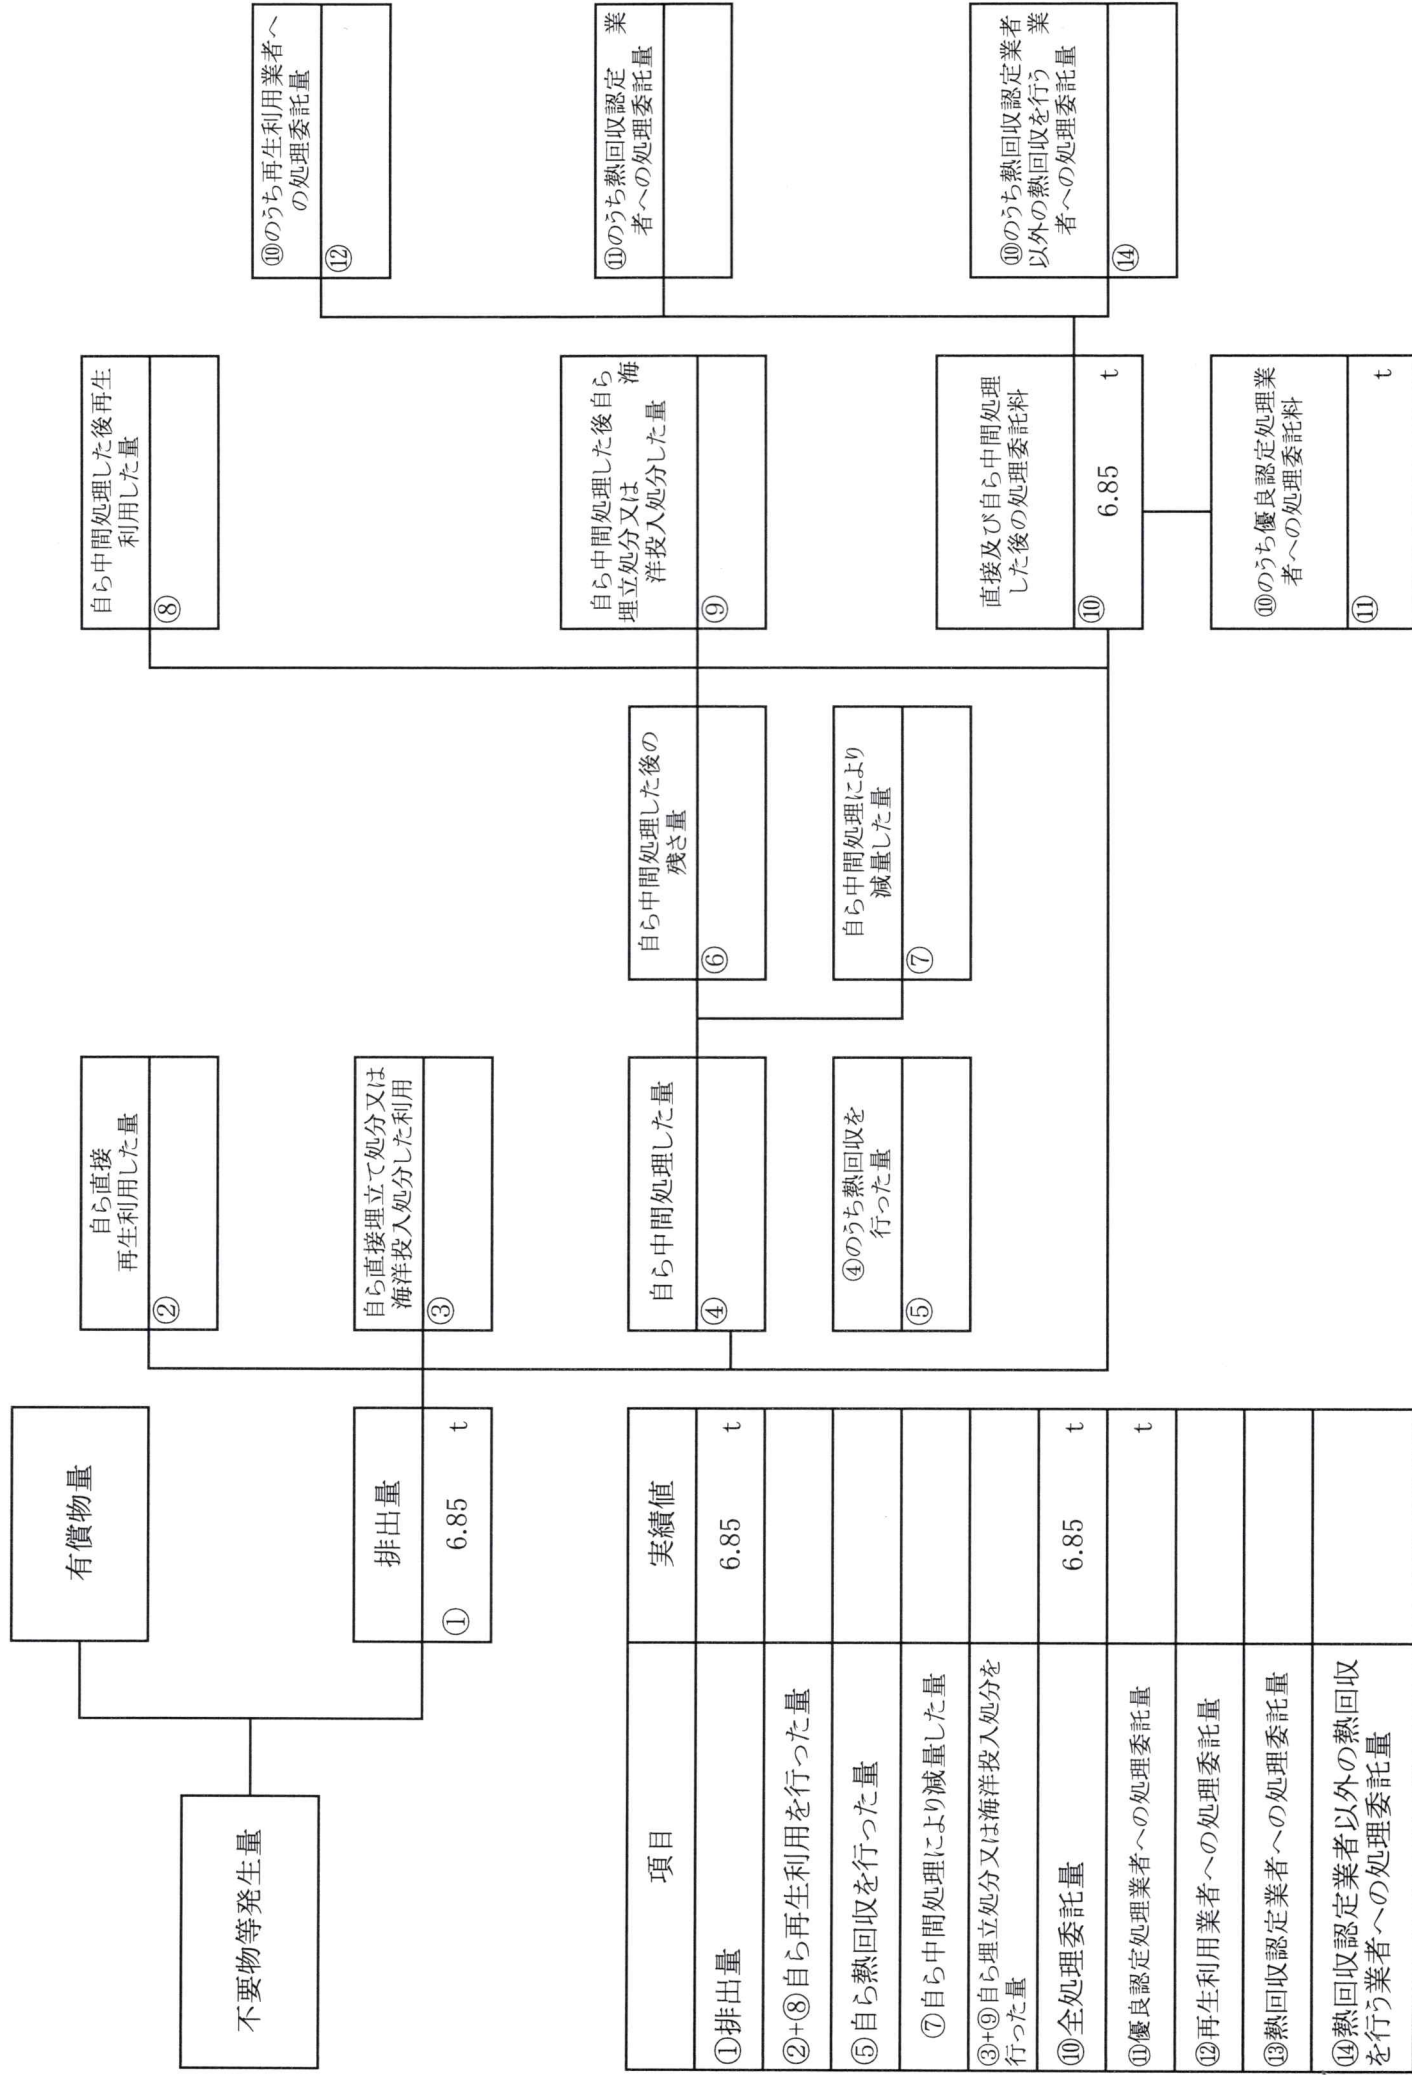 不要物等発生量
有償物量
排出量
① 6.85 t
自ら直接
再生利用した量
②
自ら直接埋立て処分又は
海洋投入処分した利用
③
自ら中間処理した量
④
④のうち熱回収を
行った量
⑤
自ら中間処理した後の
残さ量
⑥
自ら中間処理により
減量した量
⑦
自ら中間処理した後再生
利用した量
⑧
自ら中間処理した後自ら
埋立処分又は 海
洋投入処分した量
⑨
直接及び自ら中間処理
した後の処理委託料
⑩ 6.85 t
⑩のうち優良認定処理業
者への処理委託料
⑪ t
⑩のうち再生利用業者へ
の処理委託量
⑫
⑪のうち熱回収認定 業
者への処理委託量
⑩のうち熱回収認定業者
以外の熱回収を行う 業
者への処理委託量
⑭
項目 実績値
①排出量 6.85 t
②+⑧自ら再生利用を行った量
⑤自ら熱回収を行った量
⑦自ら中間処理により減量した量
③+⑨自ら埋立処分又は海洋投入処分を
行った量
⑩全処理委託量 6.85 t
⑪優良認定処理業者への処理委託量 t
⑫再生利用業者への処理委託量
⑬熱回収認定業者への処理委託量
⑭熱回収認定業者以外の熱回収
を行う業者への処理委託量